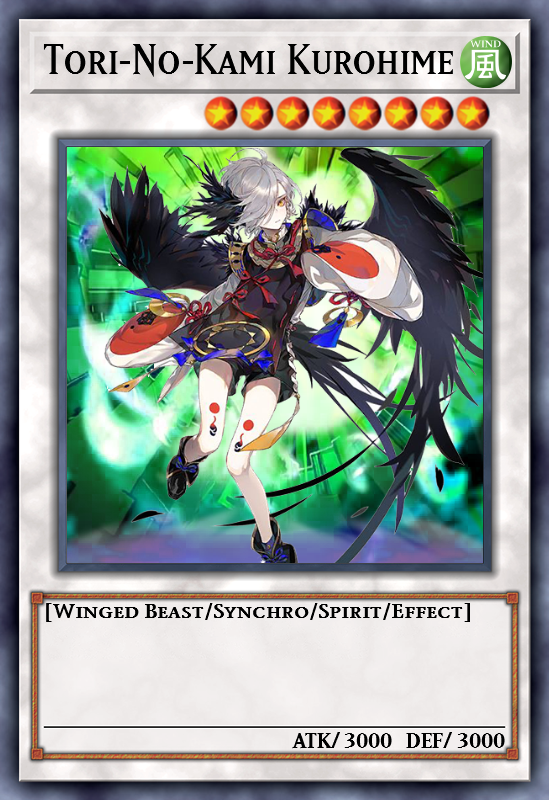 Tori-No-Kami Kurohime
WIND
風
[Winged Beast/Synchro/Spirit/Effect]
ATK/ 3000 DEF/ 3000